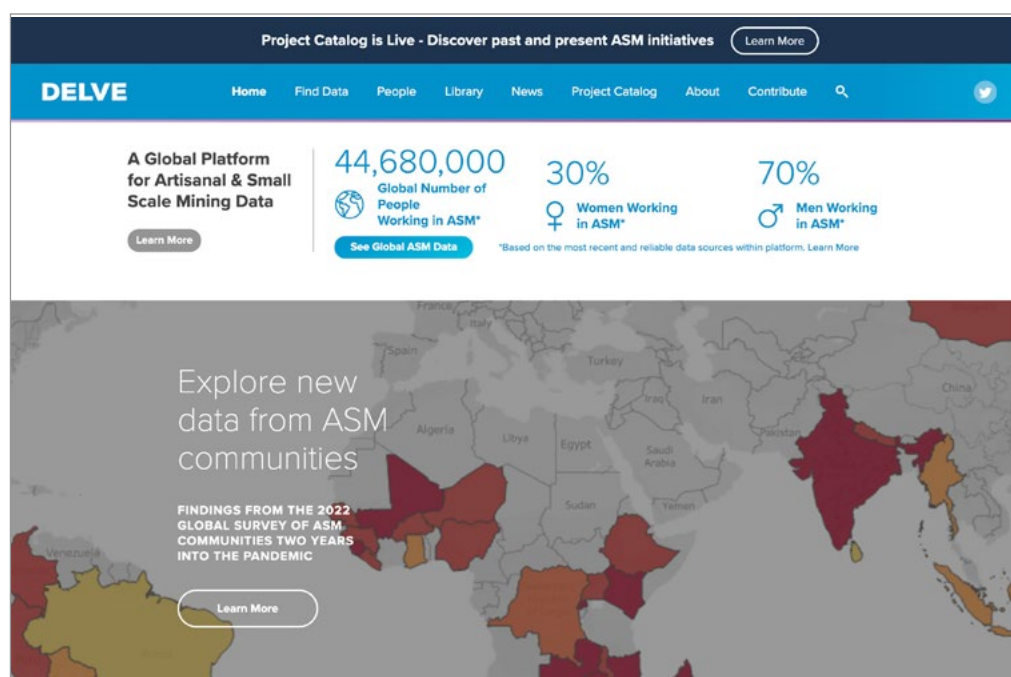 Project Catalog is Live - Discover past and present ASM initiatives
Learn More
DELVE
Home
Find Data
People
Library
News
Project Catalog
About
Contribute
A Global Platform
for Artisanal & Small
Scale Mining Data
Learn More
44,680,000
Global Number of
People
Working in ASM*
See Global ASM Data
30%
Women Working
in ASM*
70%
Men Working
in ASM*
*Based on the most recent and reliable data sources within platform. Learn More
France
Italy
Spain
Turkey
China
Iraq
Iran
Algeria
Libya
Egypt
Pakistan
Saudi
Arabia
Sudan
Yemen
Venezuela
Explore new
data from ASM
communities
FINDINGS FROM THE 2022
GLOBAL SURVEY OF ASM
COMMUNITIES TWO YEARS
INTO THE PANDEMIC
Learn More